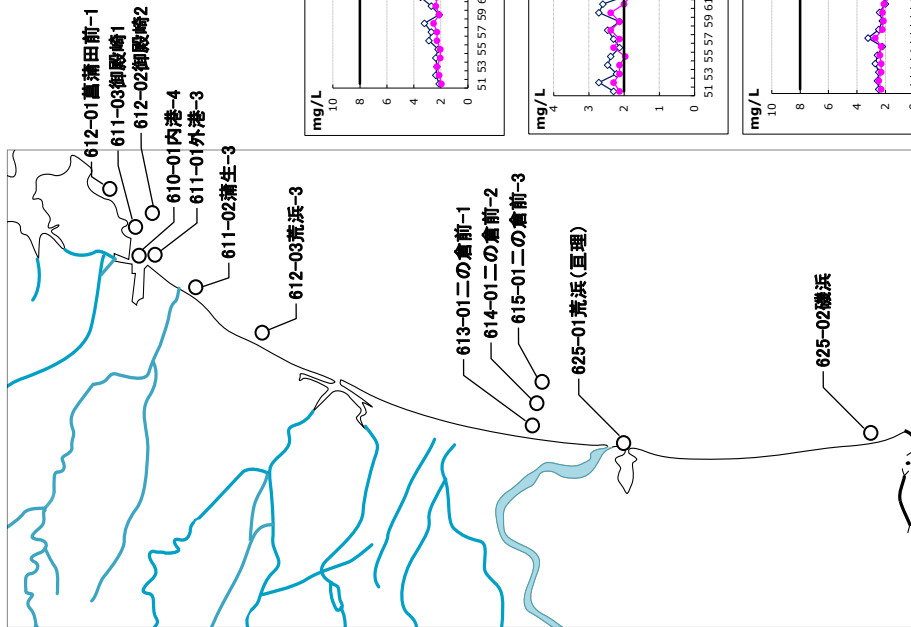 612-01菖蒲田前-1
611-03御殿崎1
612-02御殿崎2
610-01内港-4
611-01外港-3
611-02蒲生-3
612-03荒浜-3
613-01二の倉前-1
614-01二の倉前-2
615-01二の倉前-3
625-01荒浜(亘理)
625-02磯浜
mg/L
10
8
6
4
2
0
51 53 55 57 59
mg/L
4
3
2
1
0
51 53 55 57 59 61
mg/L
10
8
6
4
2